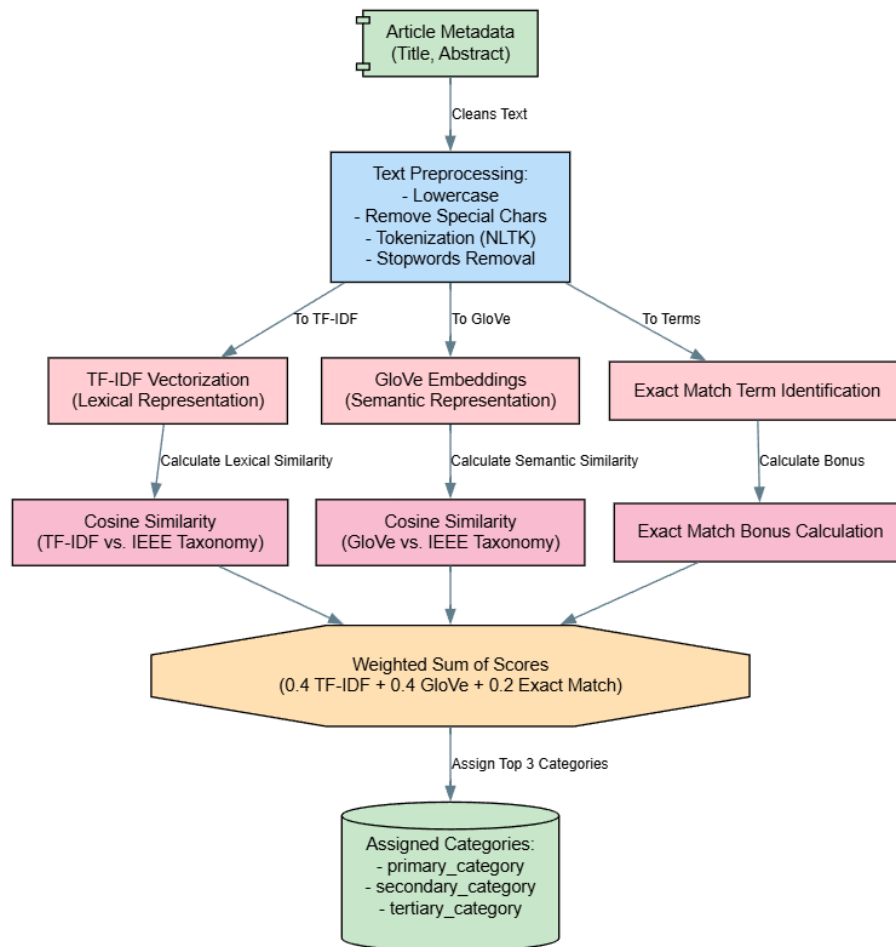 Article Metadata
(Title, Abstract)
Cleans Text
Text Preprocessing:
- Lowercase
- Remove Special Chars
- Tokenization (NLTK)
- Stopwords Removal
To TF-IDF
To GloVe
To Terms
TF-IDF Vectorization
(Lexical Representation)
GloVe Embeddings
(Semantic Representation)
Exact Match Term Identification
Calculate Lexical Similarity
Calculate Semantic Similarity
Calculate Bonus
Cosine Similarity
(TF-IDF vs. IEEE Taxonomy)
Cosine Similarity
(GloVe vs. IEEE Taxonomy)
Exact Match Bonus Calculation
Weighted Sum of Scores
(0.4 TF-IDF + 0.4 GloVe + 0.2 Exact Match)
Assign Top 3 Categories
Assigned Categories:
- primary_category
- secondary_category
- tertiary_category